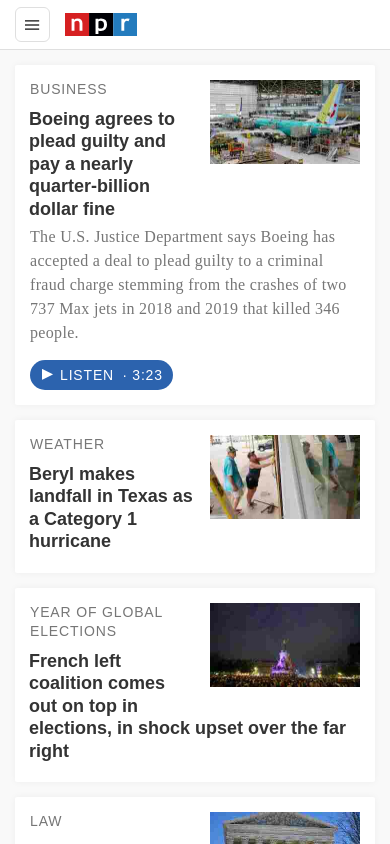 npr
BUSINESS
Boeing agrees to
plead guilty and
pay a nearly
quarter-billion
dollar fine
The U.S. Justice Department says Boeing has
accepted a deal to plead guilty to a criminal
fraud charge stemming from the crashes of two
737 Max jets in 2018 and 2019 that killed 346
people.
LISTEN · 3:23
WEATHER
Beryl makes
landfall in Texas as
a Category 1
hurricane
YEAR OF GLOBAL
ELECTIONS
French left
coalition comes
out on top in
elections, in shock upset over the far
right
LAW